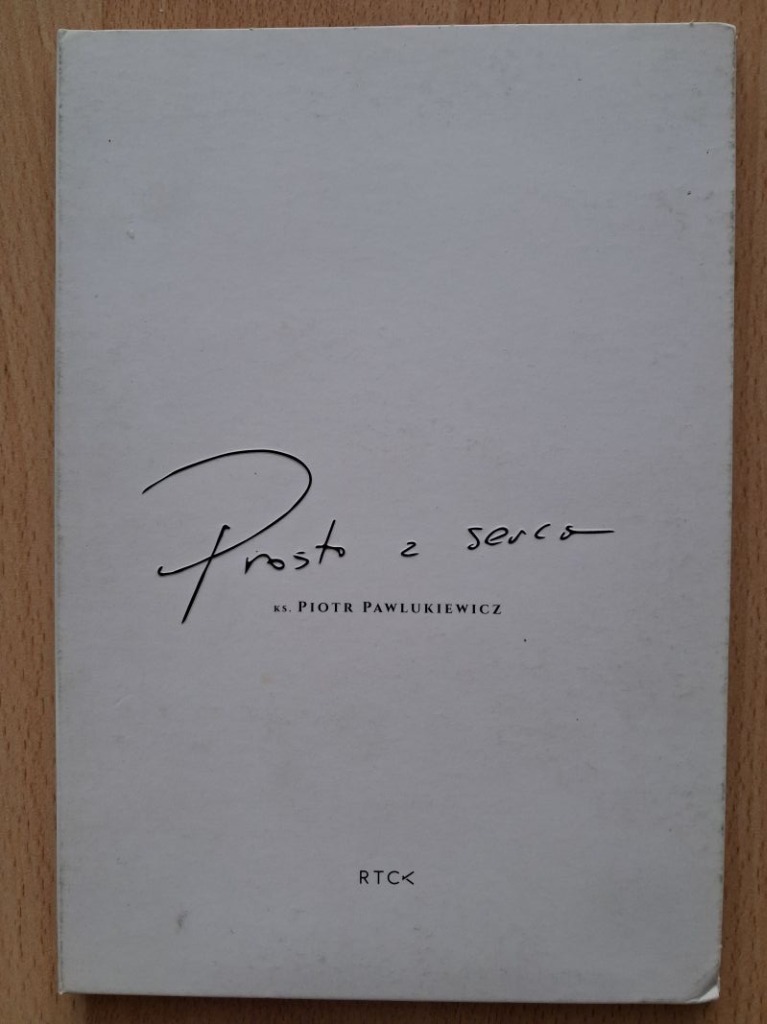 Prosto z serca
KS. PIOTR PAWLUKIEWICZ
RTCK